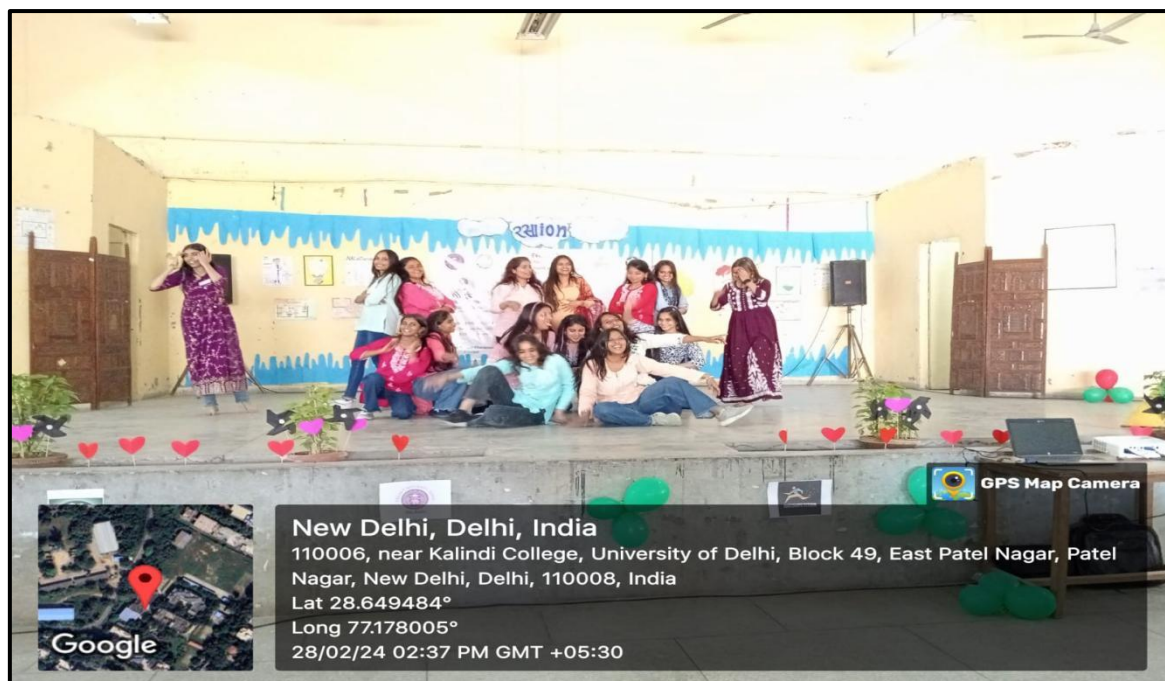 रसाion
GPS Map Camera
New Delhi, Delhi, India
110006, near Kalindi College, University of Delhi, Block 49, East Patel Nagar, Patel
Nagar, New Delhi, Delhi, 110008, India
Lat 28.649484°
Long 77.178005°
28/02/24 02:37 PM GMT +05:30
Google